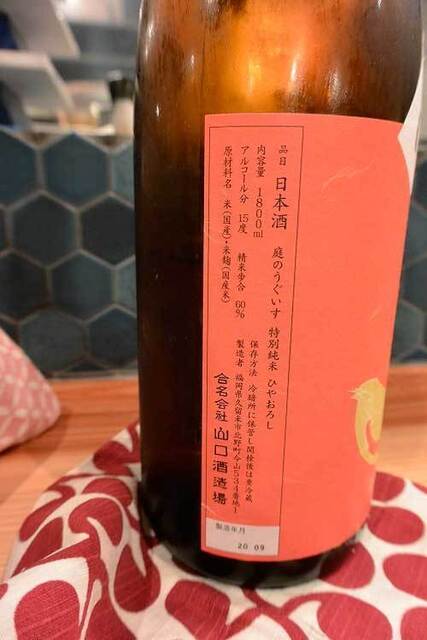 品目 日本酒 庭のうぐいす 特別純米 ひやおろし
内容量 1800ml
アルコール分 15度 精米歩合 60%
原材料名 米(国産)・米麹(国産米)
保存方法 冷暗所に保管し開栓後は要冷蔵
製造者 福岡県久留米市北野町今山534番地1
合名会社 山口酒造場
製造年月
20 09